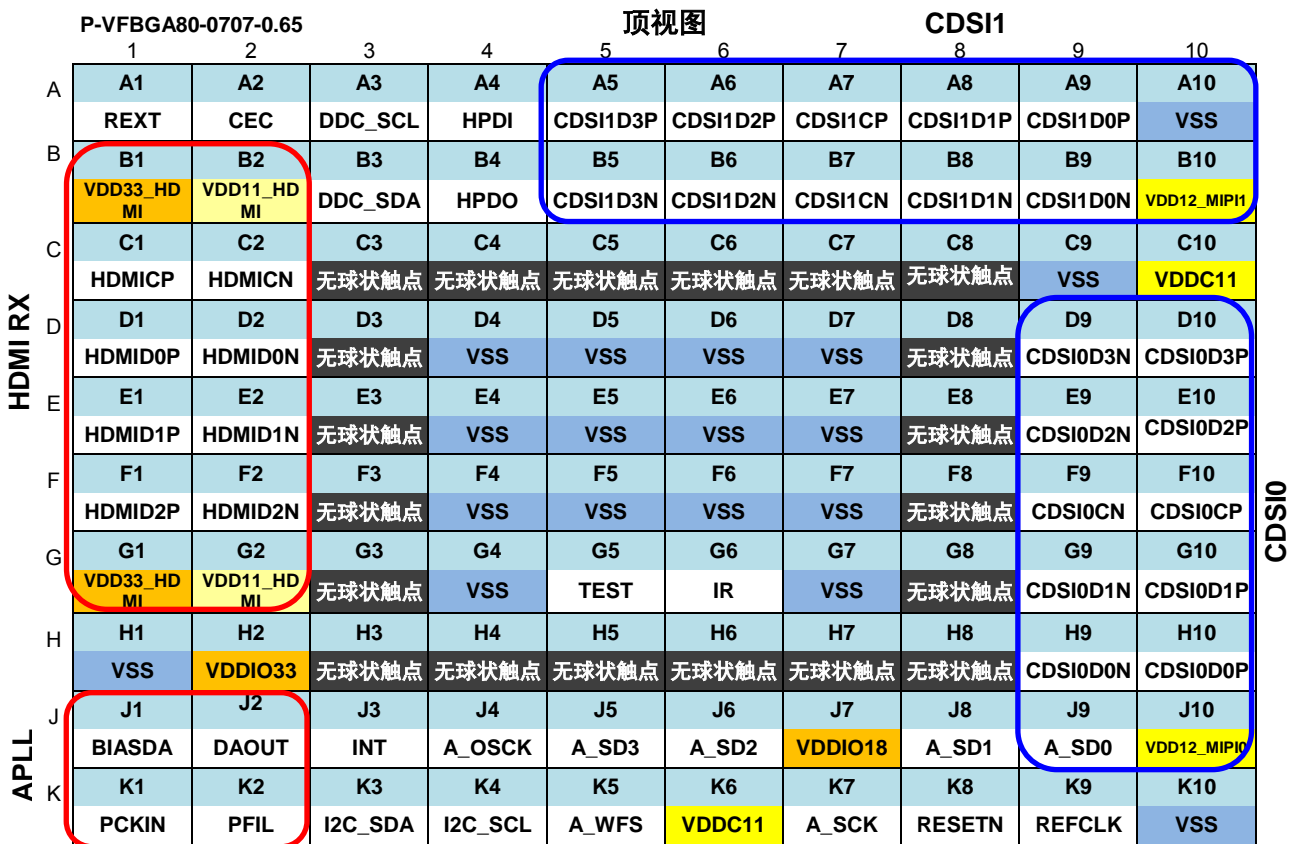 P-VFBGA80-0707-0.65 顶视图 CDSI1
1 2 3 4 5 6 7 8 9 10
A A1 A2 A3 A4 A5 A6 A7 A8 A9 A10
REXT CEC DDC_SCL HPDI CDSI1D3P CDSI1D2P CDSI1CP CDSI1D1P CDSI1D0P VSS
B B1 B2 B3 B4 B5 B6 B7 B8 B9 B10
VDD33_HDMI VDD11_HDMI DDC_SDA HPDO CDSI1D3N CDSI1D2N CDSI1CN CDSI1D1N CDSI1D0N VDD12_MIPI1
C C1 C2 C3 C4 C5 C6 C7 C8 C9 C10
HDMICP HDMICN 无球状触点 无球状触点 无球状触点 无球状触点 无球状触点 无球状触点 VSS VDDC11
HDMI RX
D D1 D2 D3 D4 D5 D6 D7 D8 D9 D10
HDMID0P HDMID0N 无球状触点 VSS VSS VSS VSS 无球状触点 CDSI0D3N CDSI0D3P
E E1 E2 E3 E4 E5 E6 E7 E8 E9 E10
HDMID1P HDMID1N 无球状触点 VSS VSS VSS VSS 无球状触点 CDSI0D2N CDSI0D2P
F F1 F2 F3 F4 F5 F6 F7 F8 F9 F10
HDMID2P HDMID2N 无球状触点 VSS VSS VSS VSS 无球状触点 CDSI0CN CDSI0CP
CDSI0
G G1 G2 G3 G4 G5 G6 G7 G8 G9 G10
VDD33_HDMI VDD11_HDMI 无球状触点 VSS TEST IR VSS 无球状触点 CDSI0D1N CDSI0D1P
H H1 H2 H3 H4 H5 H6 H7 H8 H9 H10
VSS VDDIO33 无球状触点 无球状触点 无球状触点 无球状触点 无球状触点 无球状触点 CDSI0D0N CDSI0D0P
APLL
J J1 J2 J3 J4 J5 J6 J7 J8 J9 J10
BIASDA DAOUT INT A_OSCK A_SD3 A_SD2 VDDIO18 A_SD1 A_SD0 VDD12_MIPI0
K K1 K2 K3 K4 K5 K6 K7 K8 K9 K10
PCKIN PFIL I2C_SDA I2C_SCL A_WFS VDDC11 A_SCK RESETN REFCLK VSS